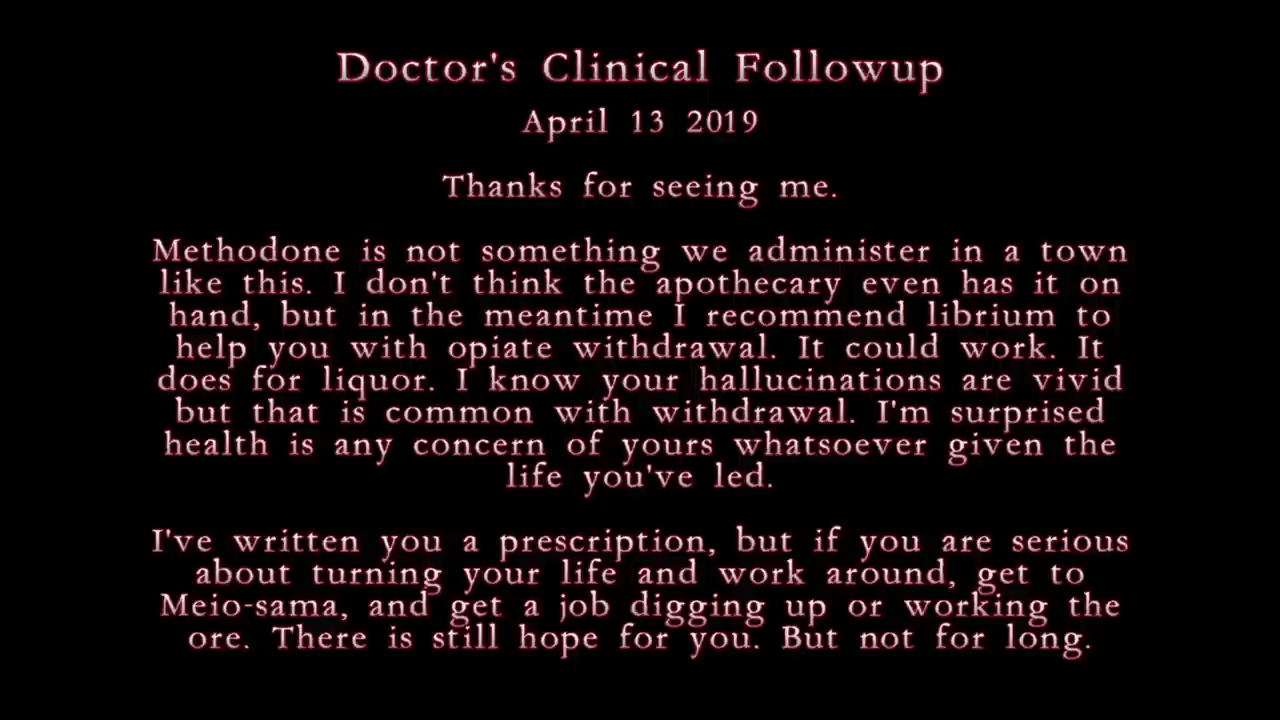 Doctor's Clinical Followup
April 13 2019
Thanks for seeing me.
Methodone is not something we administer in a town
like this. I don't think the apothecary even has it on
hand, but in the meantime I recommend librium to
help you with opiate withdrawal. It could work. It
does for liquor. I know your hallucinations are vivid
but that is common with withdrawal. I'm surprised
health is any concern of yours whatsoever given the
life you've led.
I've written you a prescription, but if you are serious
about turning your life and work around, get to
Meio-sama, and get a job digging up or working the
ore. There is still hope for you. But not for long.